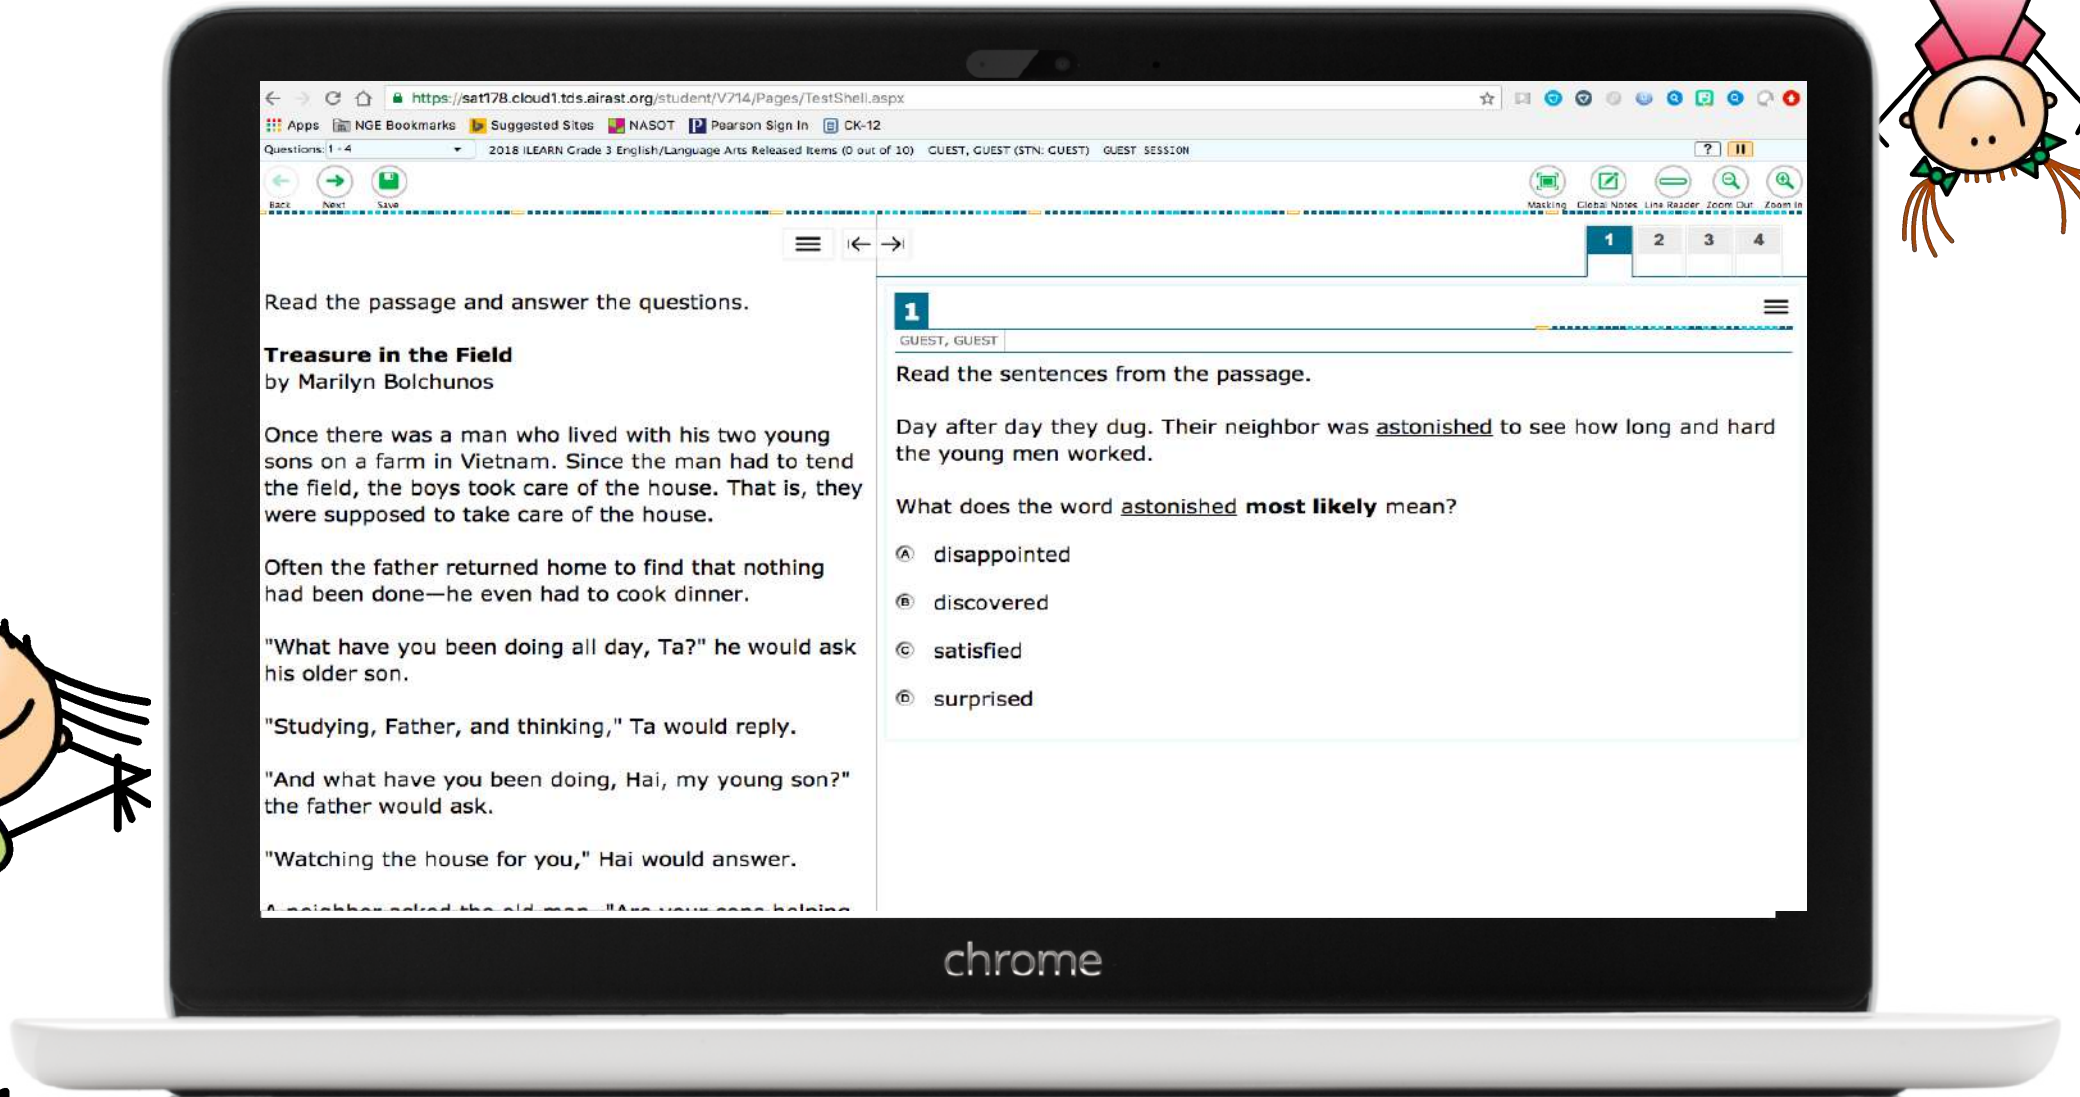 https://sat178.cloud1.tds.airast.org/student/V714/Pages/TestShell.aspx
Apps NGE Bookmarks Suggested Sites NASOT Pearson Sign In CK-12
Questions: 1 - 4 2018 ILEARN Grade 3 English/Language Arts Released Items (0 out of 10) GUEST, GUEST (STN: GUEST) GUEST SESSION ?
Back Next Save Masking Global Notes Line Reader Zoom Out Zoom In
1 2 3 4
Read the passage and answer the questions.
Treasure in the Field
by Marilyn Bolchunos
Once there was a man who lived with his two young
sons on a farm in Vietnam. Since the man had to tend
the field, the boys took care of the house. That is, they
were supposed to take care of the house.
Often the father returned home to find that nothing
had been done—he even had to cook dinner.
"What have you been doing all day, Ta?" he would ask
his older son.
"Studying, Father, and thinking," Ta would reply.
"And what have you been doing, Hai, my young son?"
the father would ask.
"Watching the house for you," Hai would answer.
A neighbor asked the old man, "Are your sons helping
1
GUEST, GUEST
Read the sentences from the passage.
Day after day they dug. Their neighbor was astonished to see how long and hard
the young men worked.
What does the word astonished most likely mean?
A disappointed
B discovered
C satisfied
D surprised
chrome